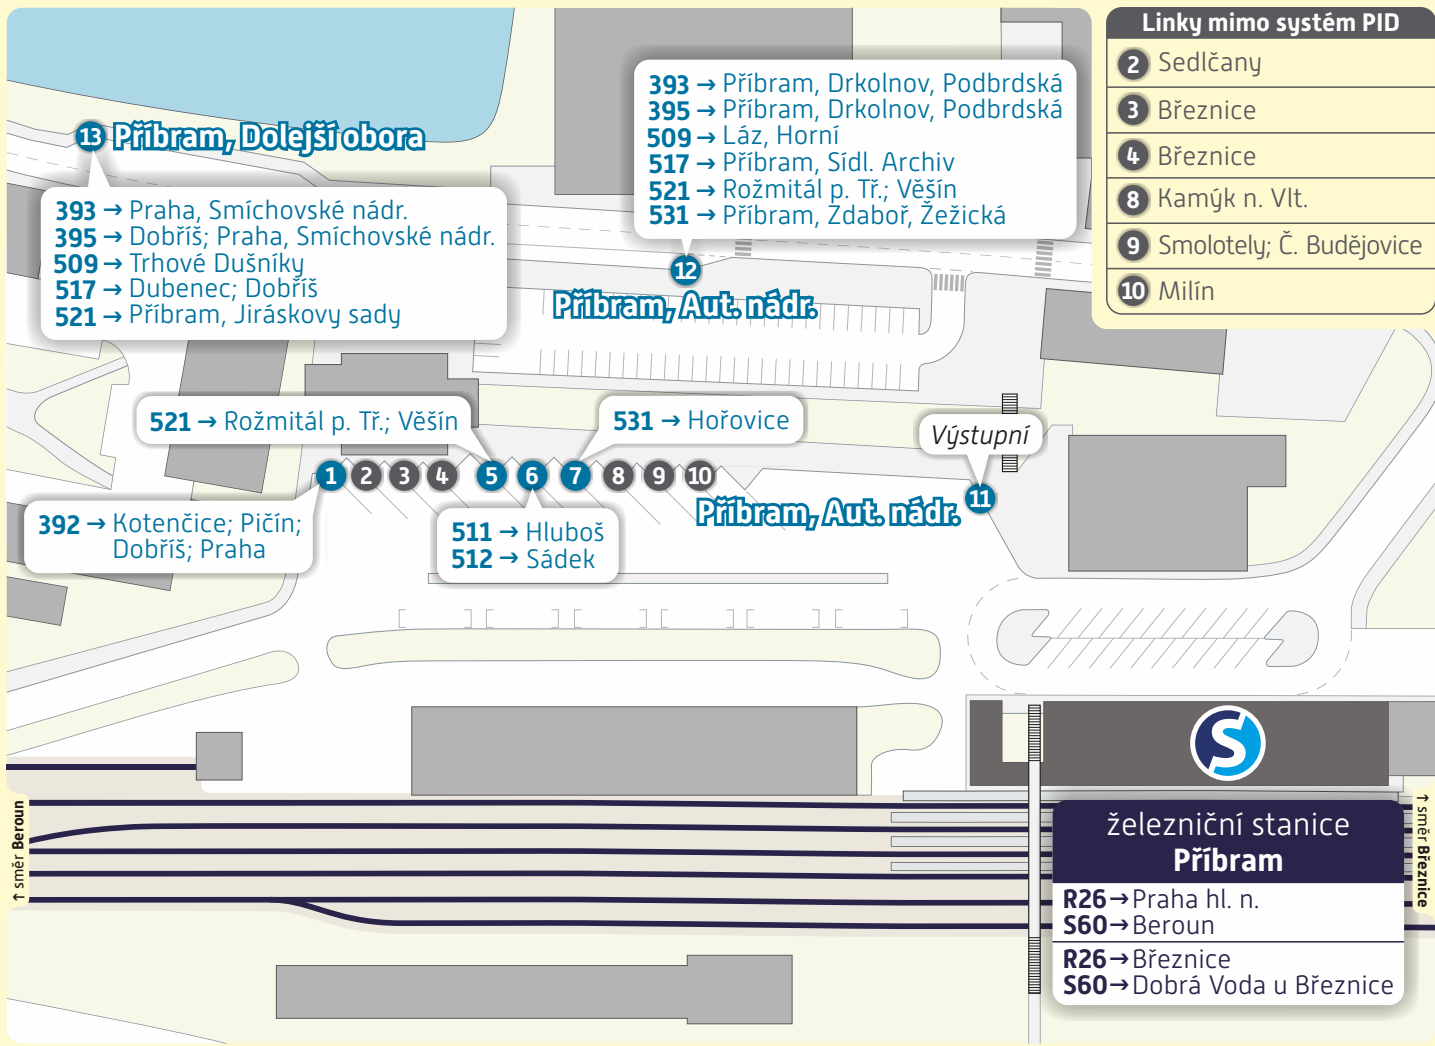 Linky mimo systém PID
2 Sedlčany
3 Březnice
4 Březnice
8 Kamýk n. Vlt.
9 Smolotely; Č. Budějovice
10 Milín
393 → Příbram, Drkolnov, Podbrdská
395 → Příbram, Drkolnov, Podbrdská
509 → Láz, Horní
517 → Příbram, Sídl. Archiv
521 → Rožmitál p. Tř.; Věšín
531 → Příbram, Zdaboř, Žežická
12
Příbram, Aut. nádr.
13 Příbram, Dolejší obora
393 → Praha, Smíchovské nádr.
395 → Dobříš; Praha, Smíchovské nádr.
509 → Trhové Dušníky
517 → Dubenec; Dobříš
521 → Příbram, Jiráskovy sady
521 → Rožmitál p. Tř.; Věšín
531 → Hořovice
Výstupní
1 2 3 4 5 6 7 8 9 10
11
Příbram, Aut. nádr.
392 → Kotenčice; Pičín;
Dobříš; Praha
511 → Hluboš
512 → Sádek
S
↑ směr Beroun
↑ směr Březnice
železniční stanice
Příbram
R26→Praha hl. n.
S60→Beroun
R26→Březnice
S60→Dobrá Voda u Březnice